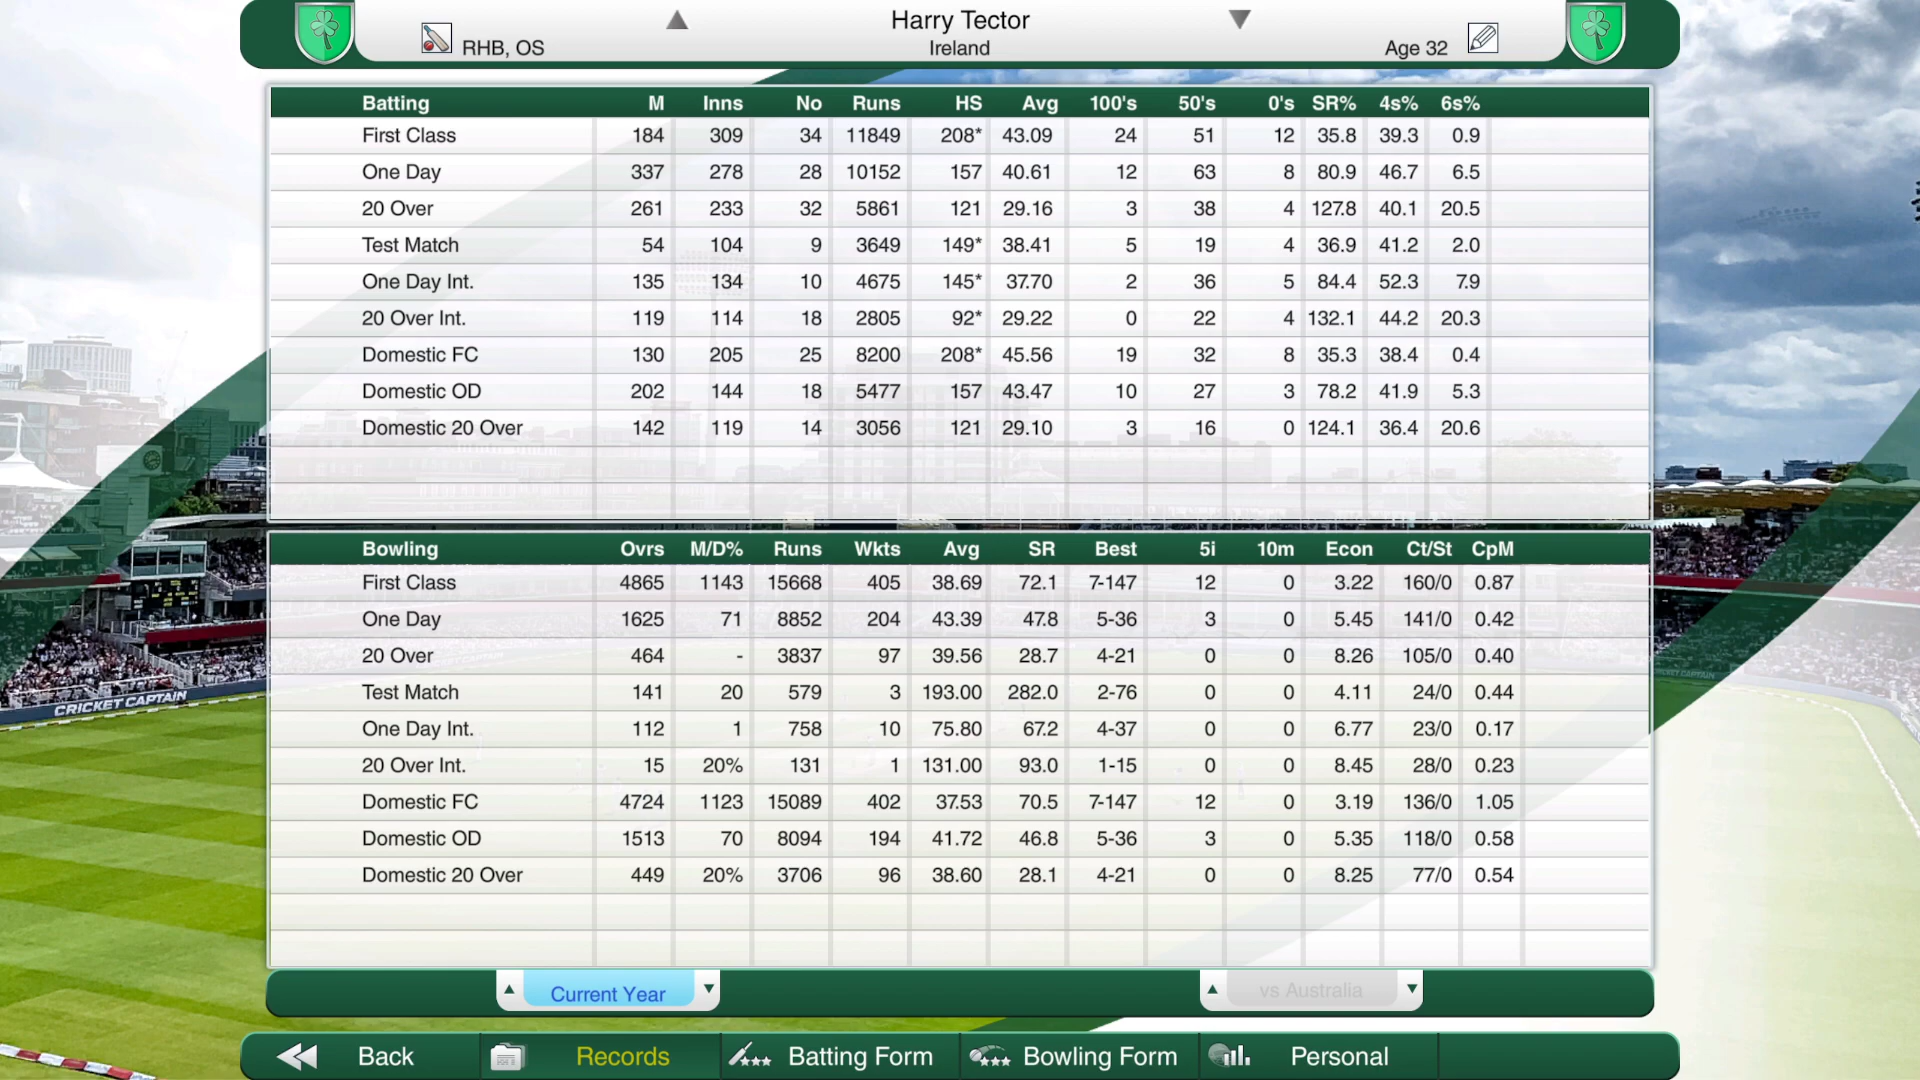 Harry Tector
RHB, OS Ireland Age 32
Batting M Inns No Runs HS Avg 100's 50's 0's SR% 4s% 6s%
First Class 184 309 34 11849 208* 43.09 24 51 12 35.8 39.3 0.9
One Day 337 278 28 10152 157 40.61 12 63 8 80.9 46.7 6.5
20 Over 261 233 32 5861 121 29.16 3 38 4 127.8 40.1 20.5
Test Match 54 104 9 3649 149* 38.41 5 19 4 36.9 41.2 2.0
One Day Int. 135 134 10 4675 145* 37.70 2 36 5 84.4 52.3 7.9
20 Over Int. 119 114 18 2805 92* 29.22 0 22 4 132.1 44.2 20.3
Domestic FC 130 205 25 8200 208* 45.56 19 32 8 35.3 38.4 0.4
Domestic OD 202 144 18 5477 157 43.47 10 27 3 78.2 41.9 5.3
Domestic 20 Over 142 119 14 3056 121 29.10 3 16 0 124.1 36.4 20.6
Bowling Ovrs M/D% Runs Wkts Avg SR Best 5i 10m Econ Ct/St CpM
First Class 4865 1143 15668 405 38.69 72.1 7-147 12 0 3.22 160/0 0.87
One Day 1625 71 8852 204 43.39 47.8 5-36 3 0 5.45 141/0 0.42
20 Over 464 - 3837 97 39.56 28.7 4-21 0 0 8.26 105/0 0.40
Test Match 141 20 579 3 193.00 282.0 2-76 0 0 4.11 24/0 0.44
One Day Int. 112 1 758 10 75.80 67.2 4-37 0 0 6.77 23/0 0.17
20 Over Int. 15 20% 131 1 131.00 93.0 1-15 0 0 8.45 28/0 0.23
Domestic FC 4724 1123 15089 402 37.53 70.5 7-147 12 0 3.19 136/0 1.05
Domestic OD 1513 70 8094 194 41.72 46.8 5-36 3 0 5.35 118/0 0.58
Domestic 20 Over 449 20% 3706 96 38.60 28.1 4-21 0 0 8.25 77/0 0.54
CRICKET CAPTAIN
CRICKET CAPTAIN
Current Year vs Australia
Back Records Batting Form Bowling Form Personal